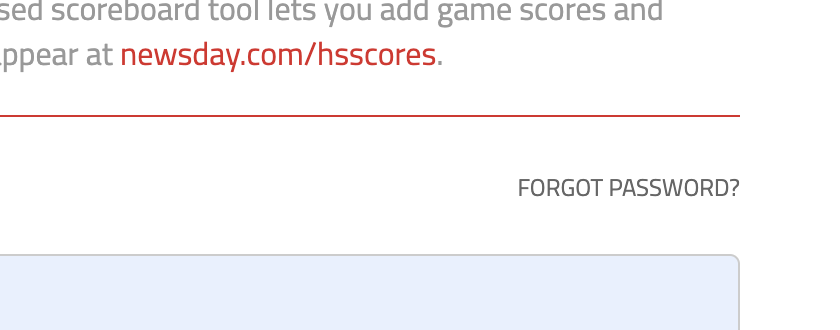 sed scoreboard tool lets you add game scores and
ppear at newsday.com/hsscores.
FORGOT PASSWORD?